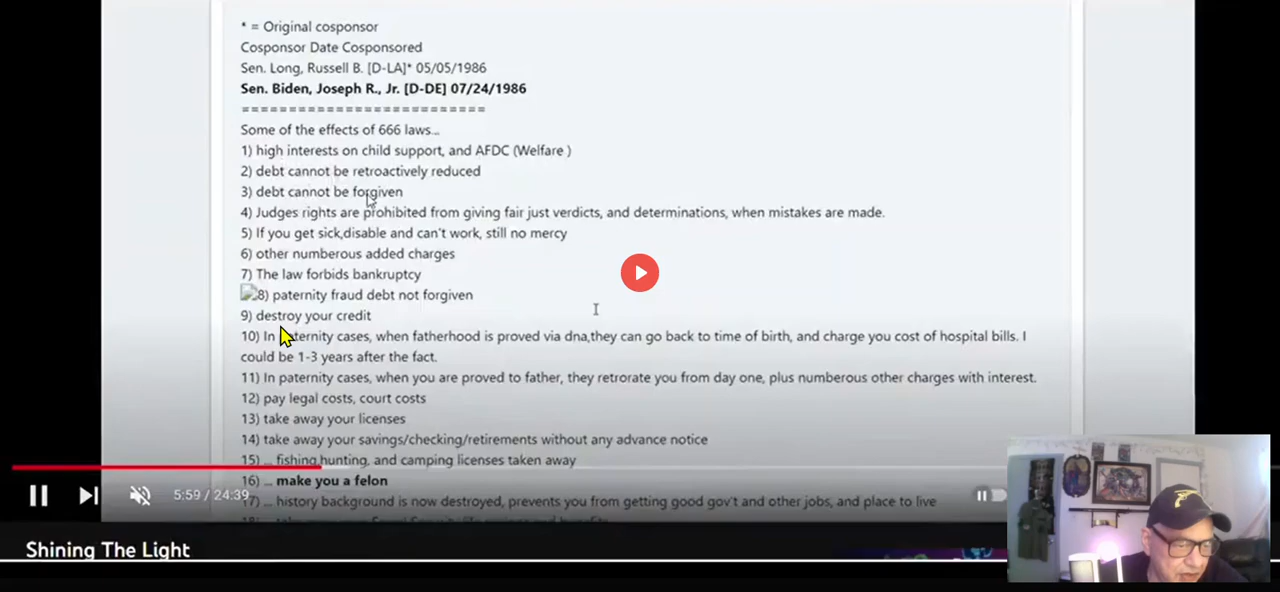 * = Original cosponsor
Cosponsor Date Cosponsored
Sen. Long, Russell B. [D-LA]* 05/05/1986
Sen. Biden, Joseph R., Jr. [D-DE] 07/24/1986
==========================
Some of the effects of 666 laws...
1) high interests on child support, and AFDC (Welfare )
2) debt cannot be retroactively reduced
3) debt cannot be forgiven
4) Judges rights are prohibited from giving fair just verdicts, and determinations, when mistakes are made.
5) If you get sick,disable and can't work, still no mercy
6) other numberous added charges
7) The law forbids bankruptcy
8) paternity fraud debt not forgiven
9) destroy your credit
10) In paternity cases, when fatherhood is proved via dna,they can go back to time of birth, and charge you cost of hospital bills. I
could be 1-3 years after the fact.
11) In paternity cases, when you are proved to father, they retrorate you from day one, plus numberous other charges with interest.
12) pay legal costs, court costs
13) take away your licenses
14) take away your savings/checking/retirements without any advance notice
15) ... fishing,hunting, and camping licenses taken away
16) ... make you a felon
17) ... history background is now destroyed, prevents you from getting good gov't and other jobs, and place to live
5:59 / 24:39
Shining The Light